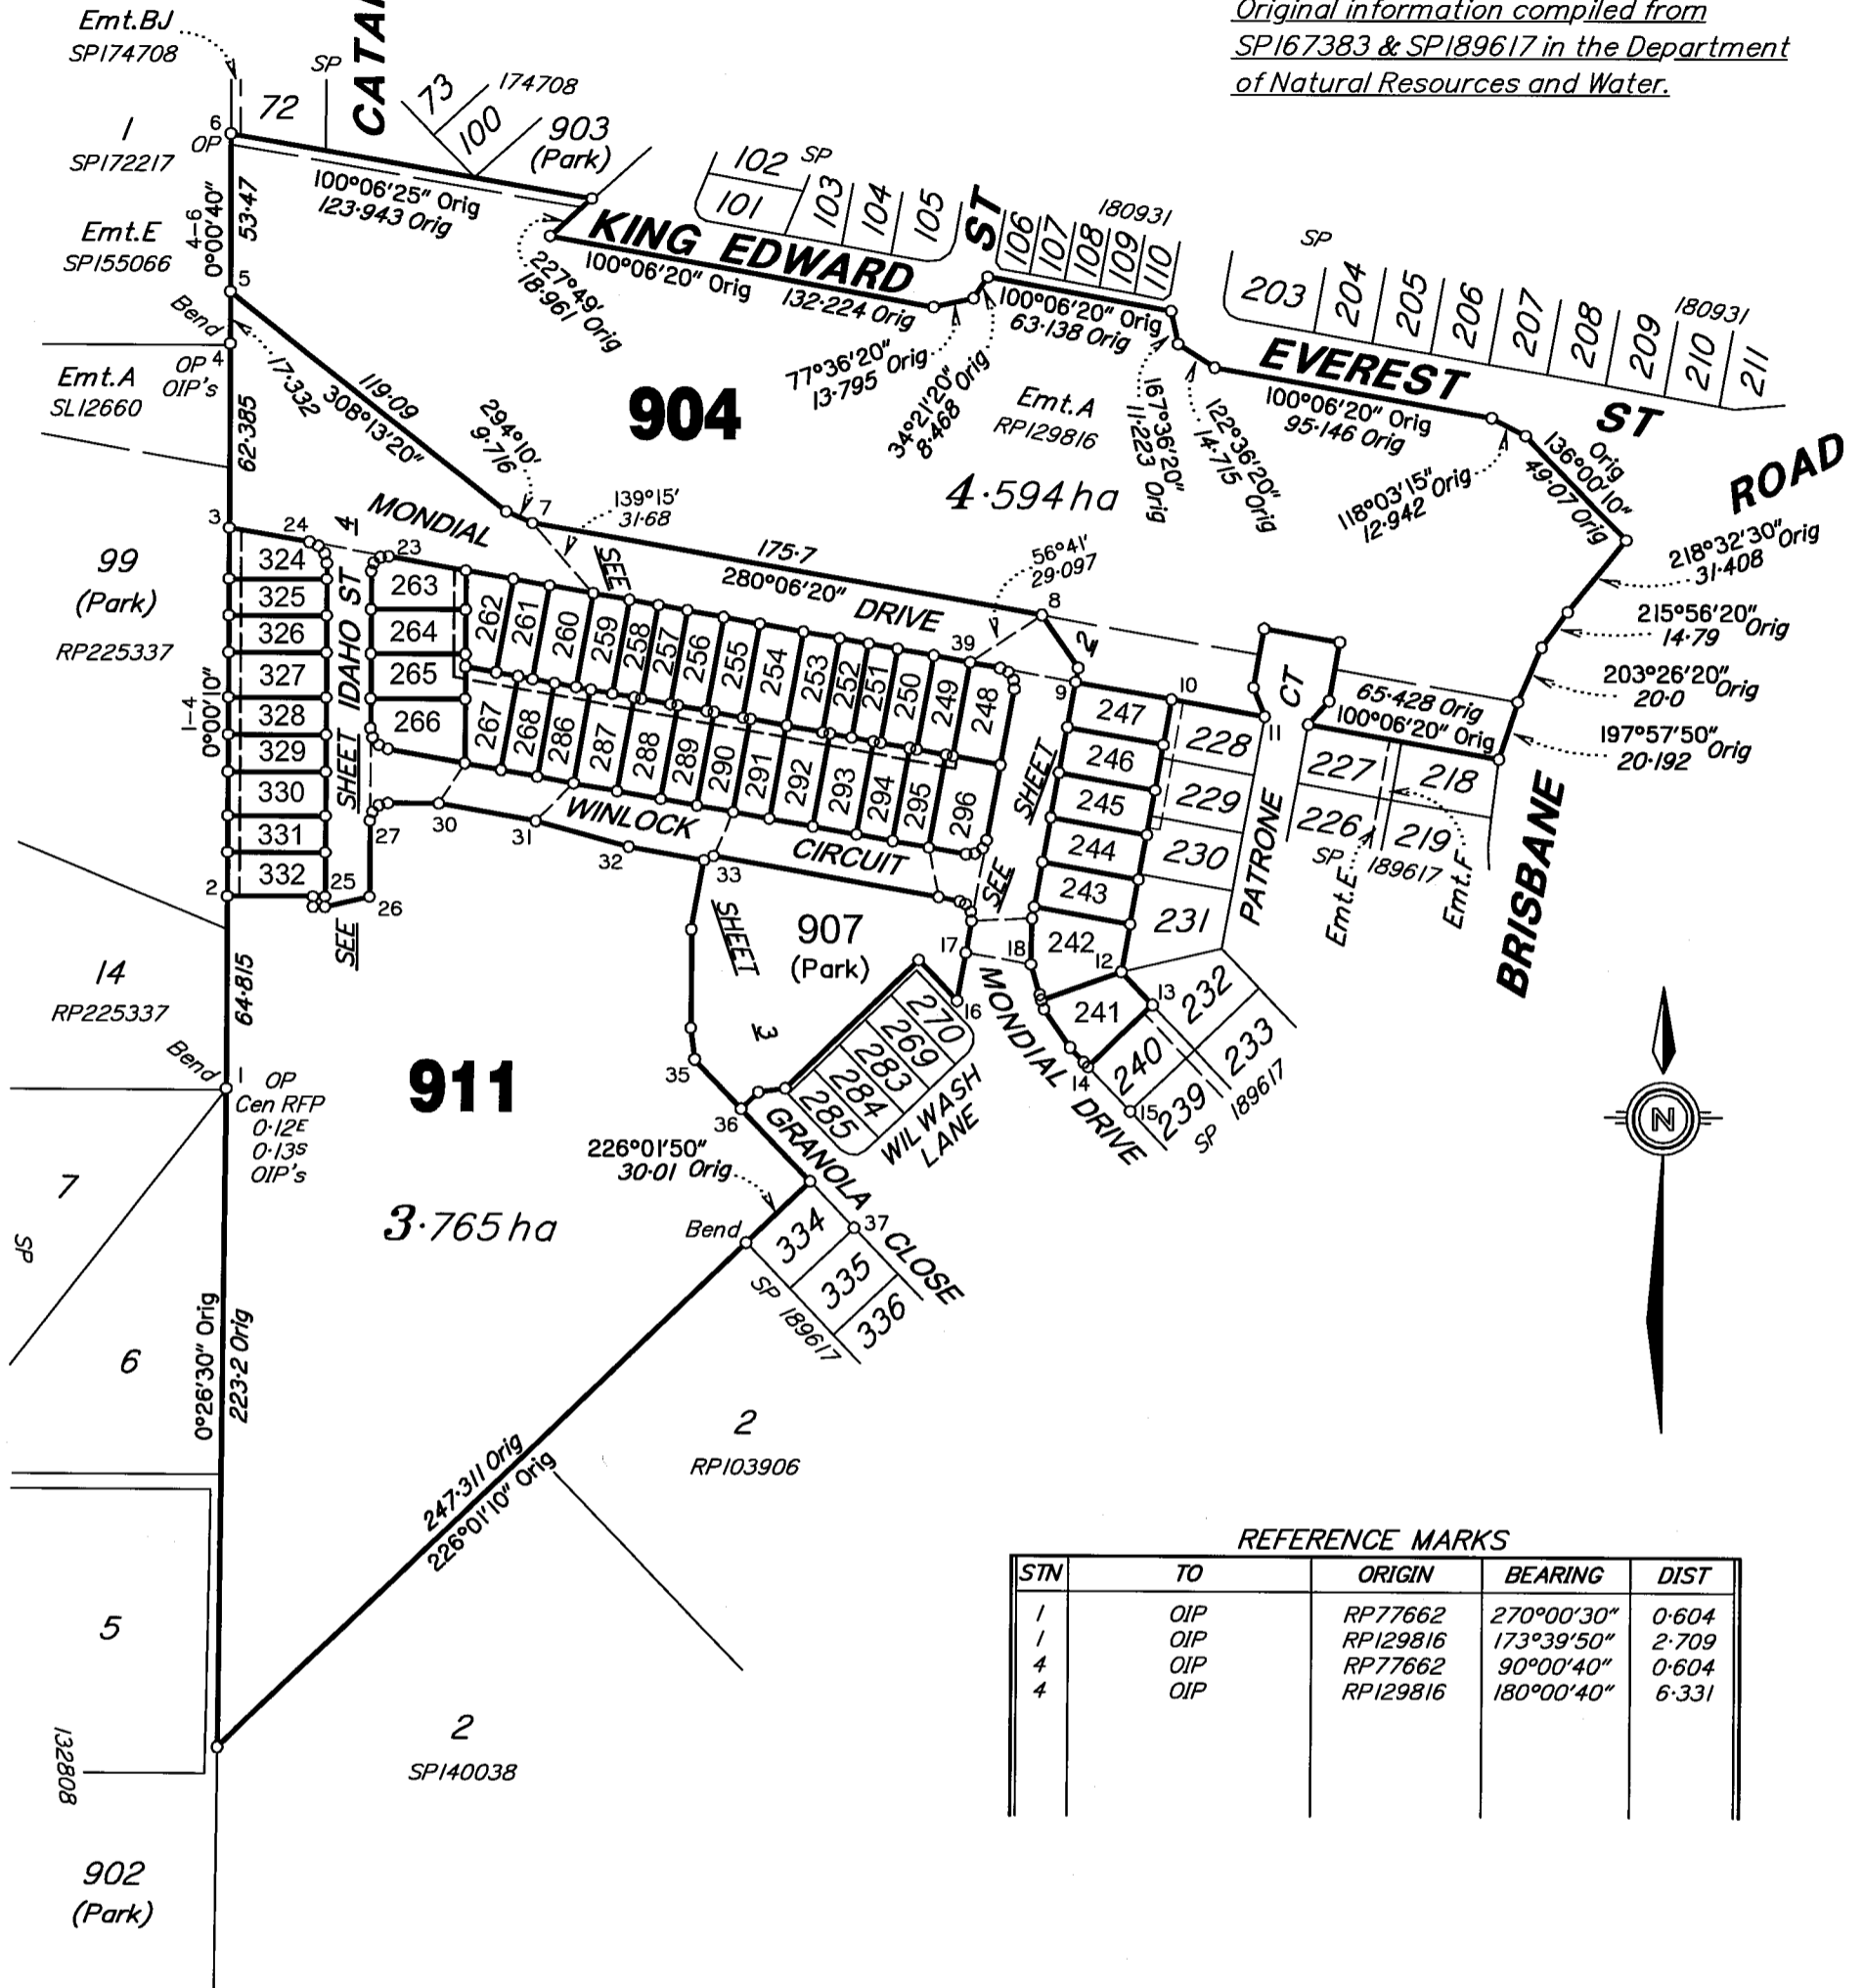 Original information compiled from
SP167383 & SP189617 in the Department
of Natural Resources and Water.
Emt.BJ
SP174708
SP
72
73
174708
100
903
(Park)
6
OP
1
SP172217
Emt.E
SP155066
4-6
0°00'40"
53·47
100°06'25" Orig
123·943 Orig
102
SP
101
103
104
105
ST
106
107
108
109
110
180931
KING EDWARD
100°06'20" Orig
132·224 Orig
227°49' Orig
18·961
100°06'20" Orig
63·138 Orig
SP
203
204
205
206
207
208
209
210
211
180931
EVEREST
ST
100°06'20" Orig
95·146 Orig
5
Bend
OP 4
OIP's
Emt.A
SL12660
17·332
62·385
119·09
308°13'20"
294°10'
9·716
904
77°36'20" Orig
13·795
34°21'20" Orig
8·468
Emt.A
RP129816
4·594 ha
167°36'20"
11·223 Orig
122°36'20"
14·715 Orig
118°03'15" Orig
12·942
136°00'10" Orig
49·07 Orig
ROAD
218°32'30" Orig
31·408
215°56'20" Orig
14·79
203°26'20" Orig
20·0
197°57'50" Orig
20·192
3
24
4
MONDIAL
7
139°15'
31·68
SEE
175·7
280°06'20"
DRIVE
56°41'
29·097
8
39
2
9
10
11
CT
65·428 Orig
100°06'20" Orig
99
(Park)
RP225337
1-4
0°00'10"
324
325
326
327
328
329
330
331
332
SHEET
IDAHO ST
23
263
264
265
266
262
261
260
259
258
257
256
255
254
253
252
251
250
249
248
267
268
286
287
288
289
290
291
292
293
294
295
296
SHEET
247
246
245
244
243
242
241
228
229
230
231
PATRONE
227
226
218
219
SP
189617
Emt.E
Emt.F
BRISBANE
2
25
26
27
30
31
32
33
WINLOCK
CIRCUIT
SEE
SEE
SHEET
3
907
(Park)
17
18
16
12
13
14
15
232
233
240
239
SP 189617
MONDIAL DRIVE
14
RP225337
64·815
Bend
1
OP
Cen RFP
0·12E
0·13S
OIP's
911
3·765 ha
35
36
270
269
283
284
285
WILWASH
LANE
GRANOLA
CLOSE
226°01'50"
30·01 Orig
Bend
37
334
335
336
SP 189617
7
SP
6
0°26'30" Orig
223·2 Orig
247·311 Orig
226°01'10" Orig
2
RP103906
N
5
132808
2
SP140038
902
(Park)
REFERENCE MARKS
STN TO ORIGIN BEARING DIST
1 OIP RP77662 270°00'30" 0·604
1 OIP RP129816 173°39'50" 2·709
4 OIP RP77662 90°00'40" 0·604
4 OIP RP129816 180°00'40" 6·331